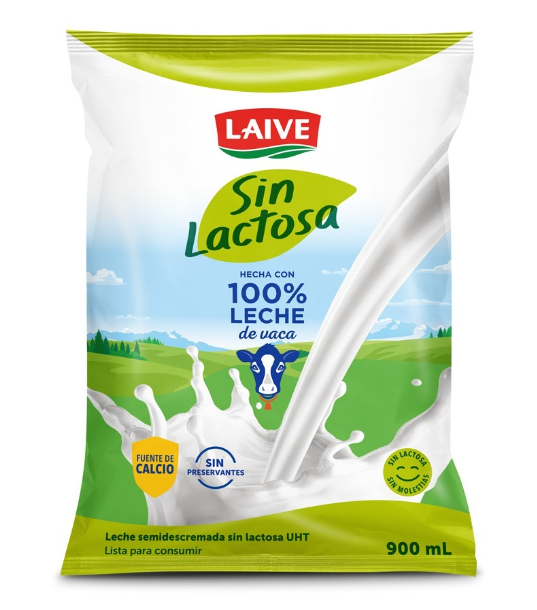 LAIVE
Sin
Lactosa
HECHA CON
100%
LECHE
de vaca
FUENTE DE
CALCIO
SIN
PRESERVANTES
SIN LACTOSA
SIN MOLESTIAS
Leche semidescremada sin lactosa UHT
Lista para consumir
900 mL